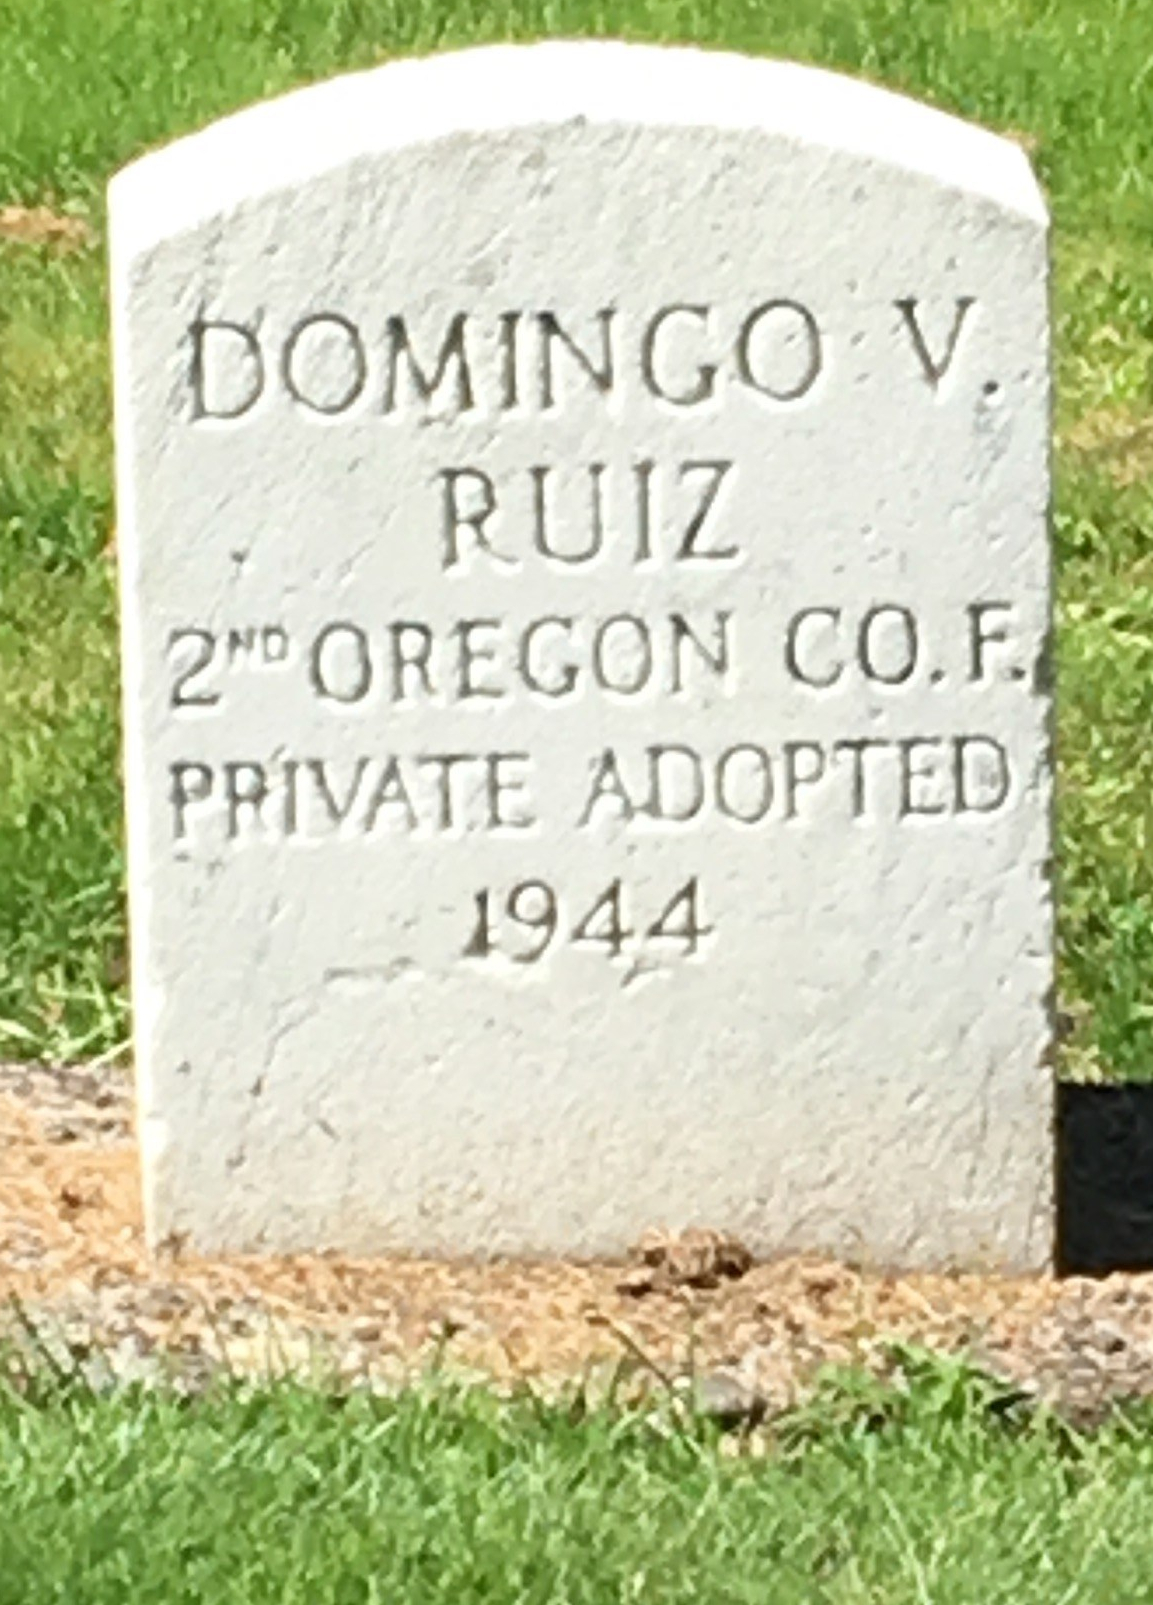 DOMINGO V.
RUIZ
2ND OREGON CO. F.
PRIVATE ADOPTED
1944